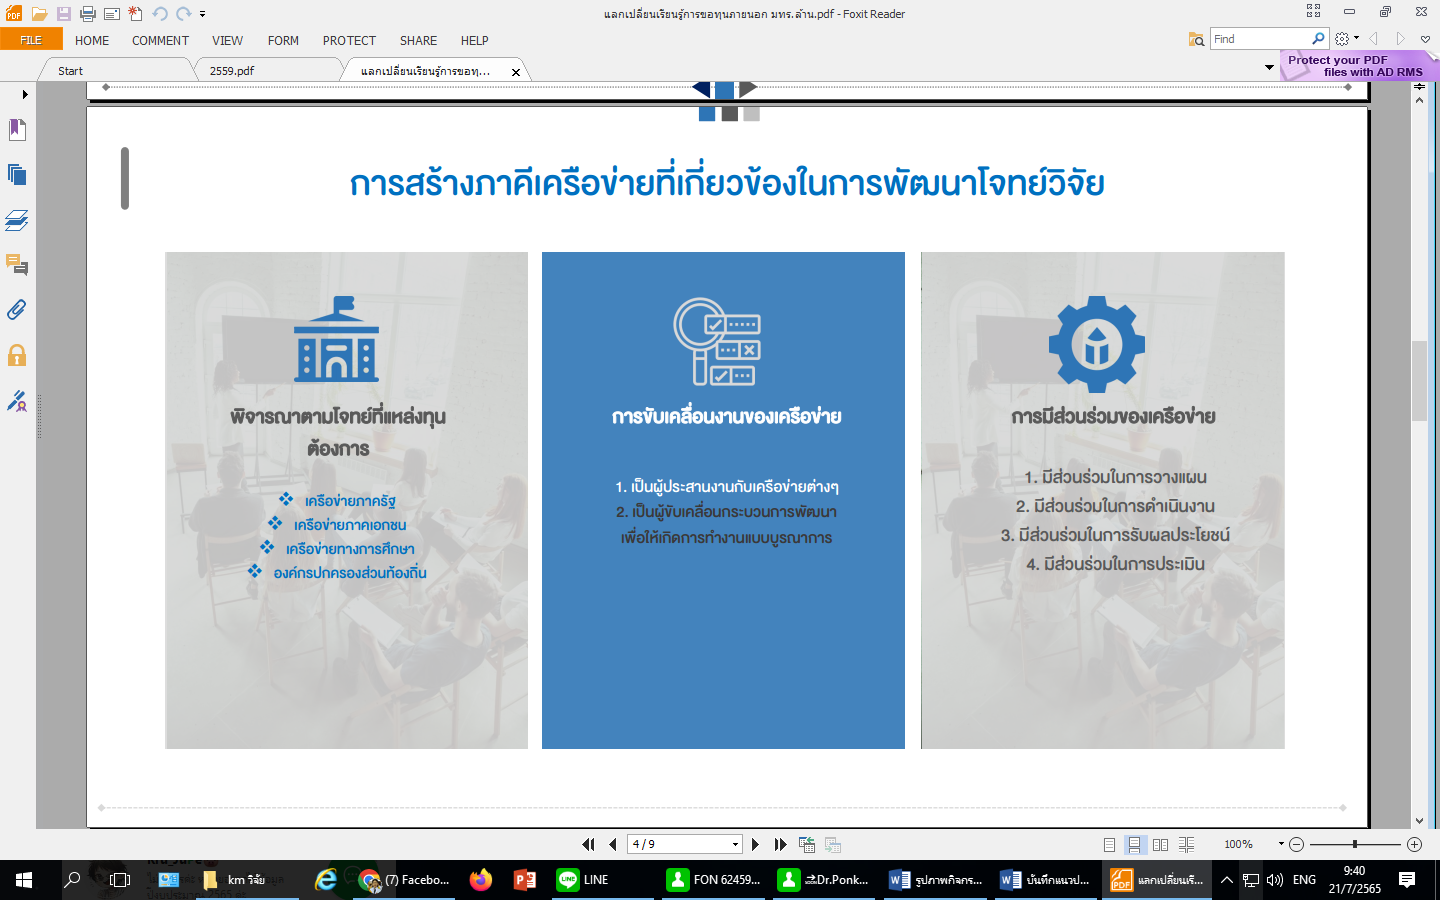 แลกเปลี่ยนเรียนรู้การขอทุนภายนอก มทร.ล้าน.pdf - Foxit Reader
FILE HOME COMMENT VIEW FORM PROTECT SHARE HELP
Find
Start 2559.pdf แลกเปลี่ยนเรียนรู้การขอทุ...
Protect your PDF
files with AD RMS
การสร้างภาคีเครือข่ายที่เกี่ยวข้องในการพัฒนาโจทย์วิจัย
พิจารณาตามโจทย์ที่แหล่งทุน
ต้องการ
เครือข่ายภาครัฐ
เครือข่ายภาคเอกชน
เครือข่ายทางการศึกษา
องค์กรปกครองส่วนท้องถิ่น
การขับเคลื่อนงานของเครือข่าย
1. เป็นผู้ประสานงานกับเครือข่ายต่างๆ
2. เป็นผู้ขับเคลื่อนกระบวนการพัฒนา
เพื่อให้เกิดการทำงานแบบบูรณาการ
การมีส่วนร่วมของเครือข่าย
1. มีส่วนร่วมในการวางแผน
2. มีส่วนร่วมในการดำเนินงาน
3. มีส่วนร่วมในการรับผลประโยชน์
4. มีส่วนร่วมในการประเมิน
4 / 9
100%
km วิจัย
(7) Facebo...
LINE
FON 62459...
Dr.Ponk...
รูปภาพกิจกร...
บันทึกแนวป...
แลกเปลี่ยนเรี...
ENG
9:40
21/7/2565